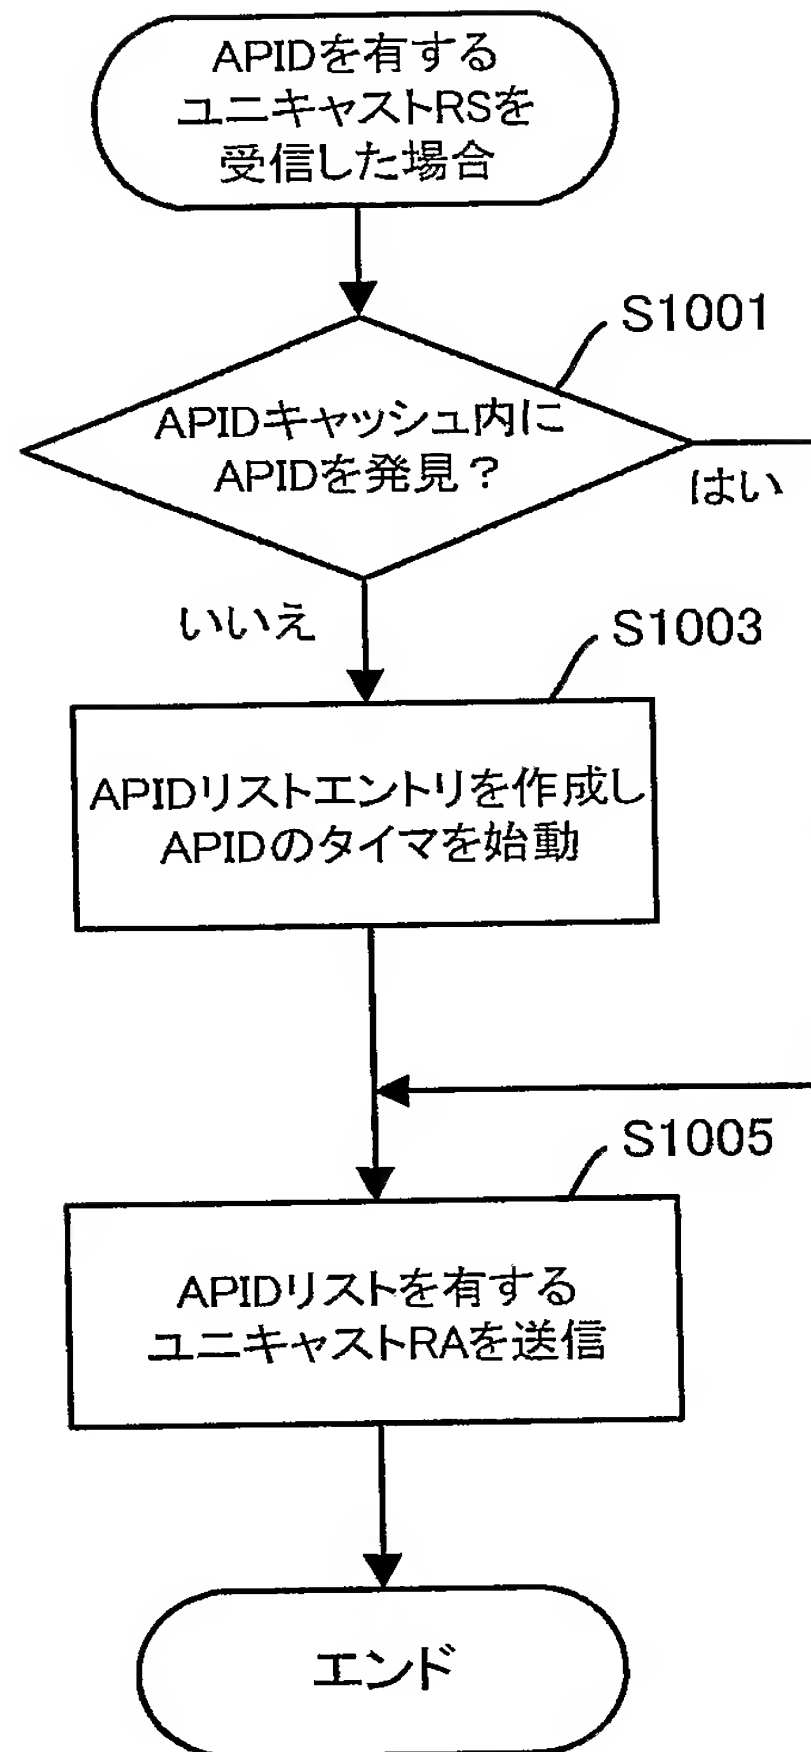 APIDを有する
ユニキャストRSを
受信した場合
S1001
APIDキャッシュ内に
APIDを発見？
はい
いいえ
S1003
APIDリストエントリを作成し
APIDのタイマを始動
S1005
APIDリストを有する
ユニキャストRAを送信
エンド